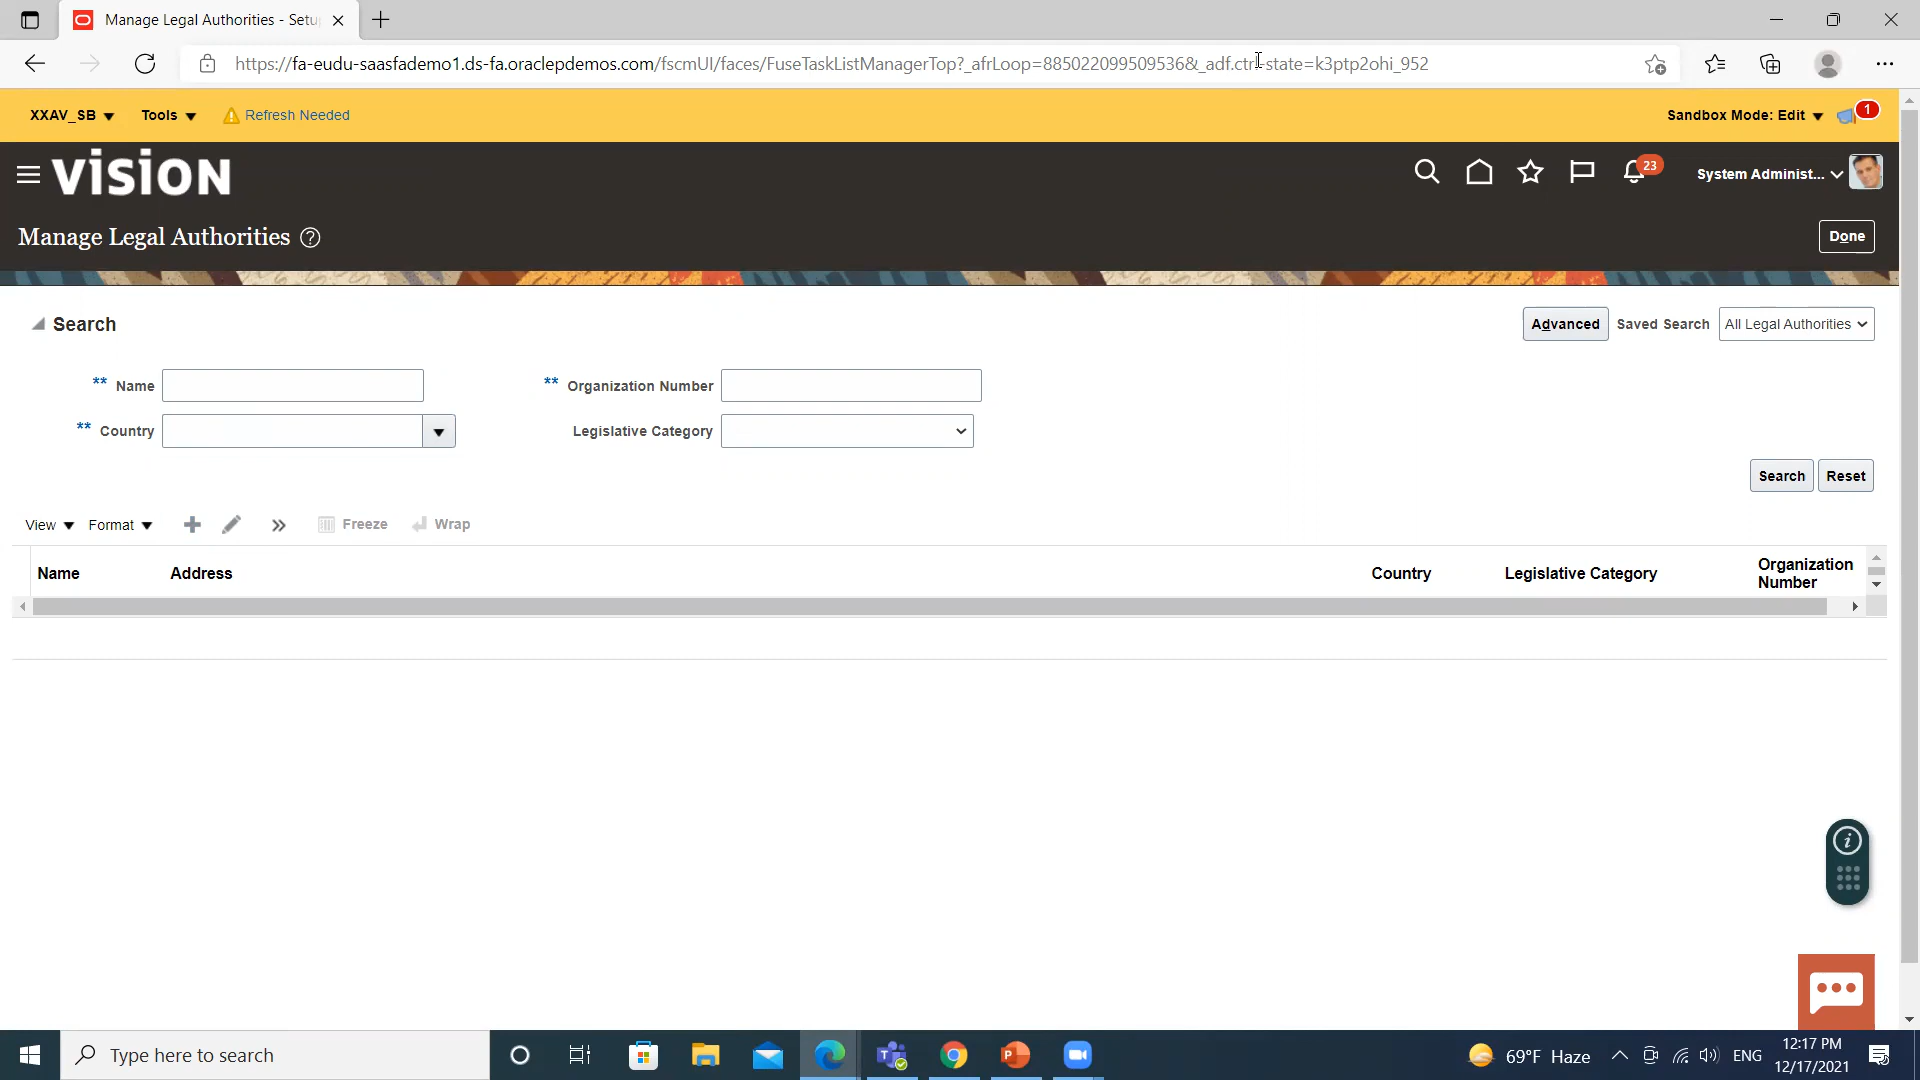 Manage Legal Authorities - Setu
https://fa-eudu-saasfademo1.ds-fa.oraclepdemos.com/fscmUI/faces/FuseTaskListManagerTop?_afrLoop=8850220995095​36&_adf.ctrl-state=k3ptp2ohi_952
XXAV_SB Tools Refresh Needed Sandbox Mode: Edit 1
VISION 23 System Administ...
Manage Legal Authorities ? Done
Search Advanced Saved Search All Legal Authorities
** Name ** Organization Number
** Country Legislative Category
Search Reset
View Format Freeze Wrap
Name Address Country Legislative Category Organization
Number
Type here to search 69°F Haze ENG 12:17 PM
12/17/2021